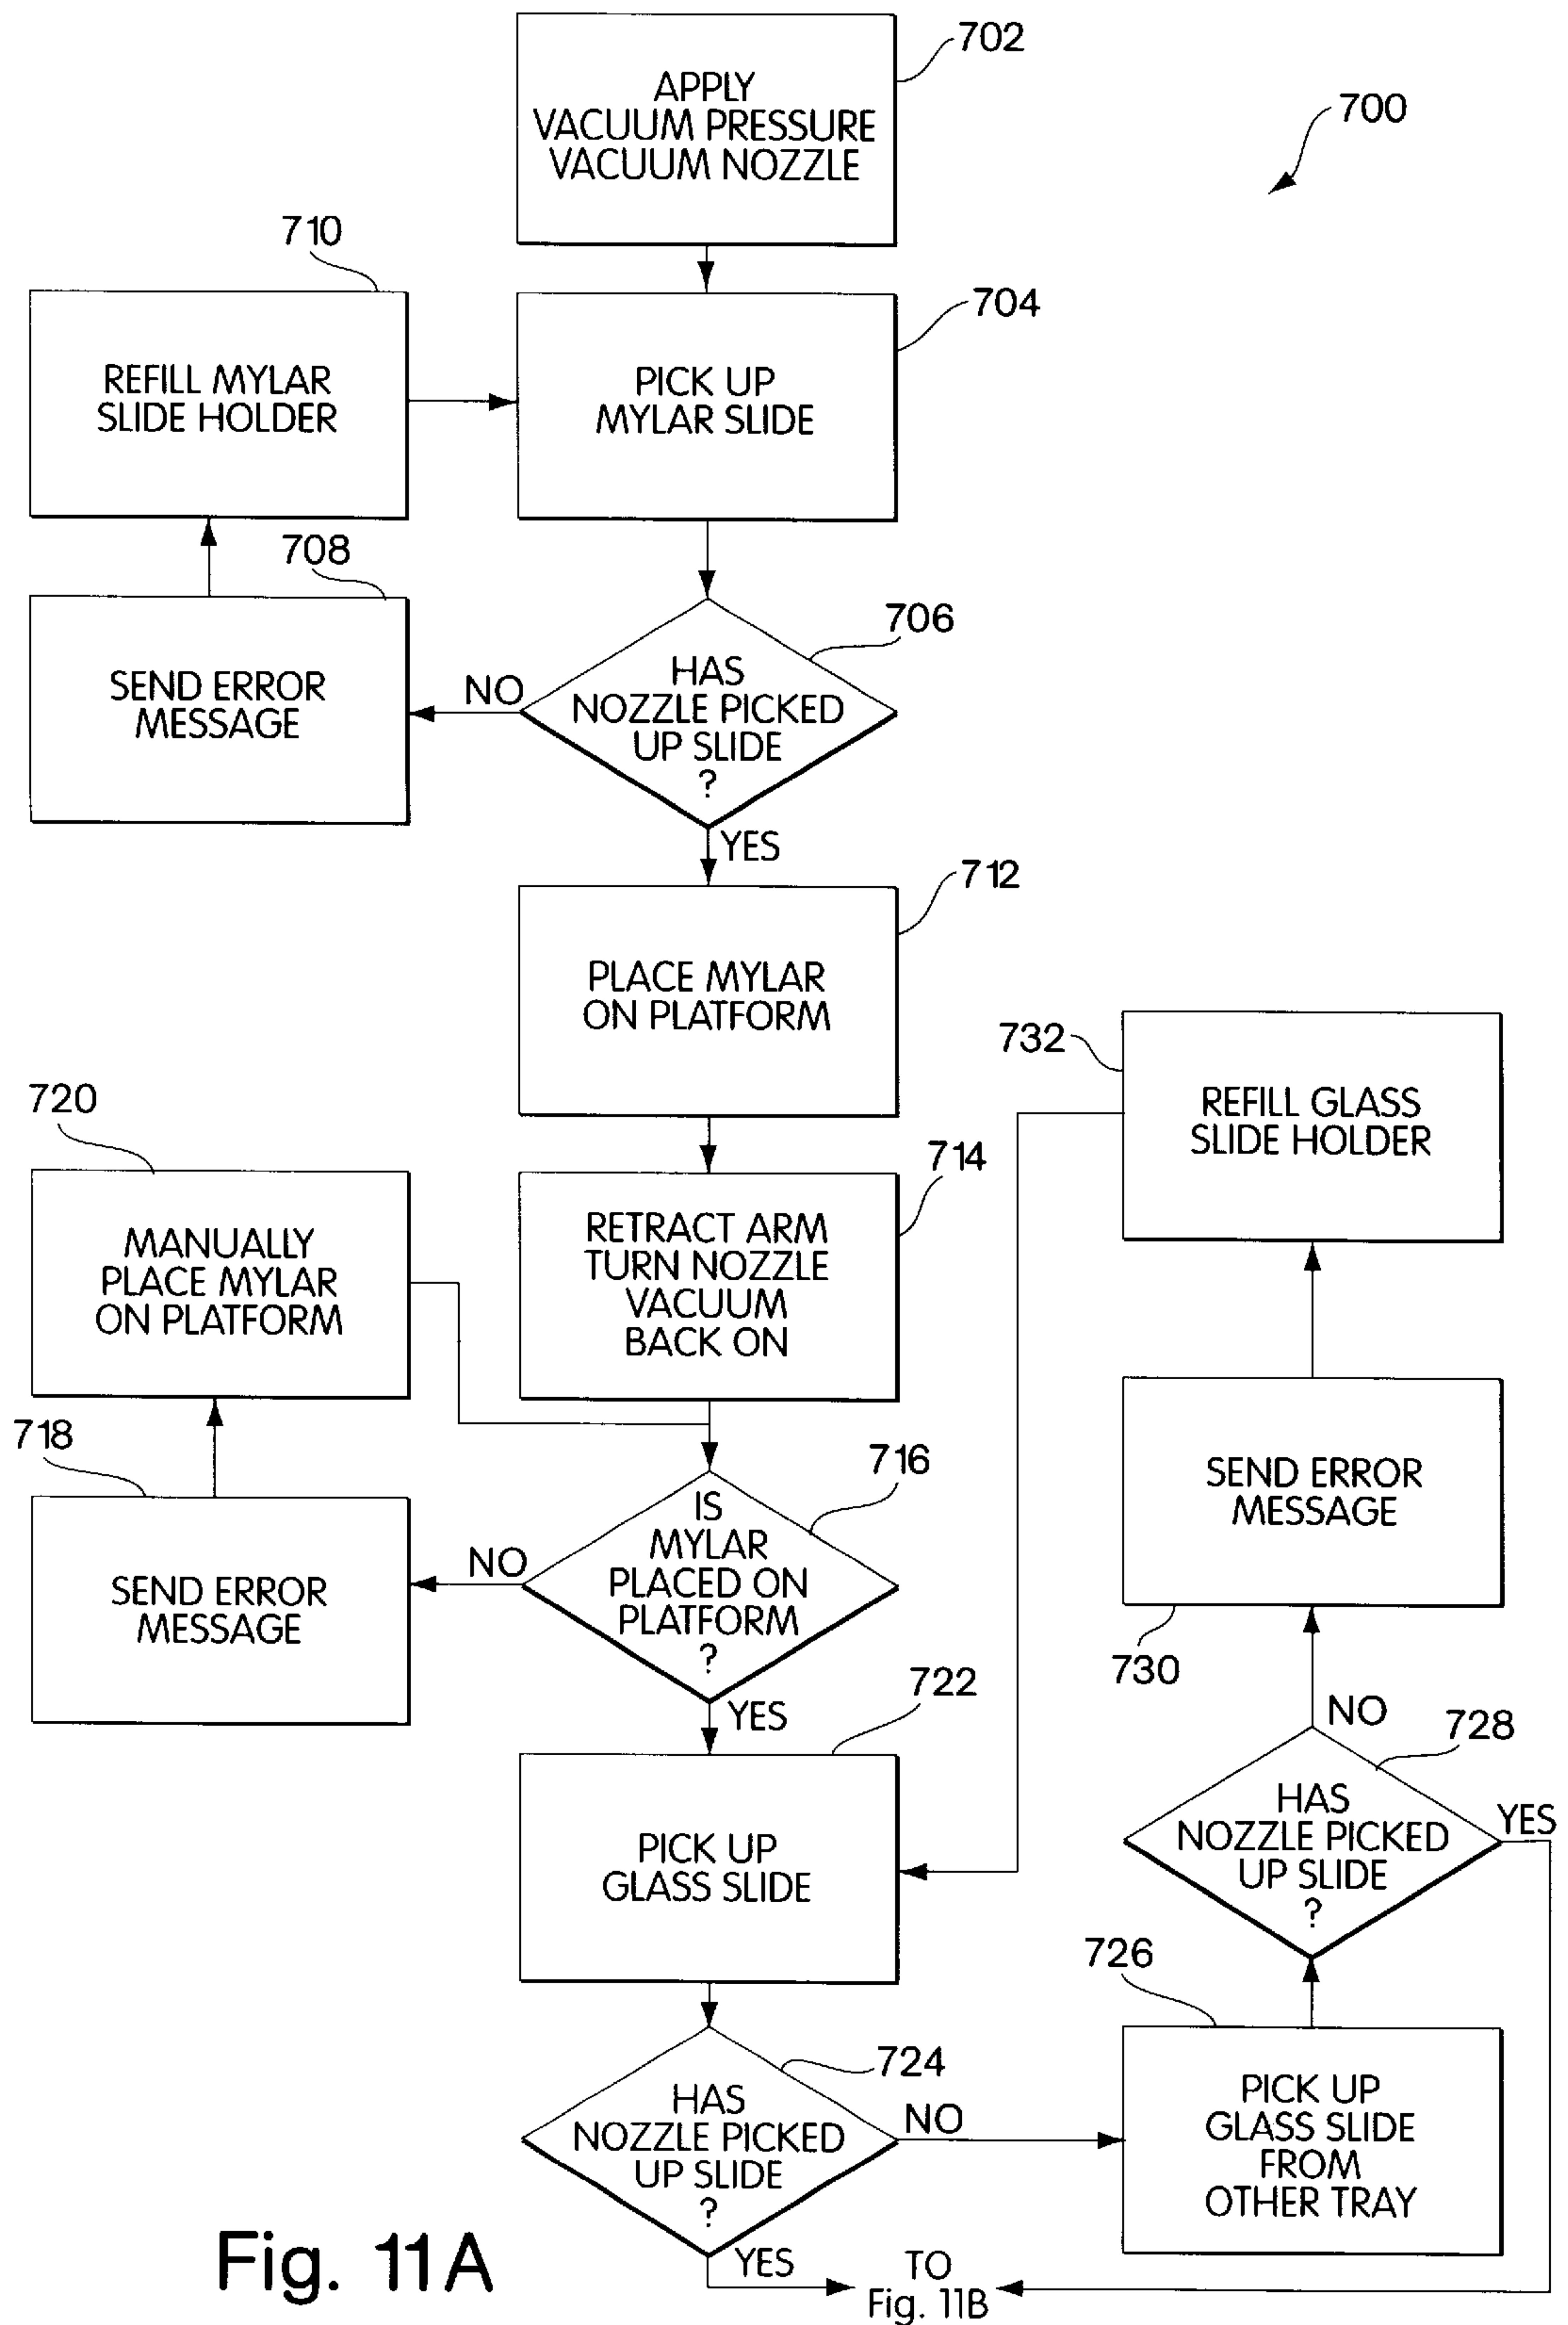 702
APPLY
VACUUM PRESSURE
VACUUM NOZZLE
700
710
REFILL MYLAR
SLIDE HOLDER
704
PICK UP
MYLAR SLIDE
708
SEND ERROR
MESSAGE
NO
706
HAS
NOZZLE PICKED
UP SLIDE
?
YES
712
PLACE MYLAR
ON PLATFORM
732
REFILL GLASS
SLIDE HOLDER
720
MANUALLY
PLACE MYLAR
ON PLATFORM
714
RETRACT ARM
TURN NOZZLE
VACUUM
BACK ON
718
SEND ERROR
MESSAGE
NO
716
IS
MYLAR
PLACED ON
PLATFORM
?
YES
SEND ERROR
MESSAGE
730
NO
722
PICK UP
GLASS SLIDE
728
HAS
NOZZLE PICKED
UP SLIDE
?
YES
724
HAS
NOZZLE PICKED
UP SLIDE
?
NO
726
PICK UP
GLASS SLIDE
FROM
OTHER TRAY
YES
TO
Fig. 11B
Fig. 11A